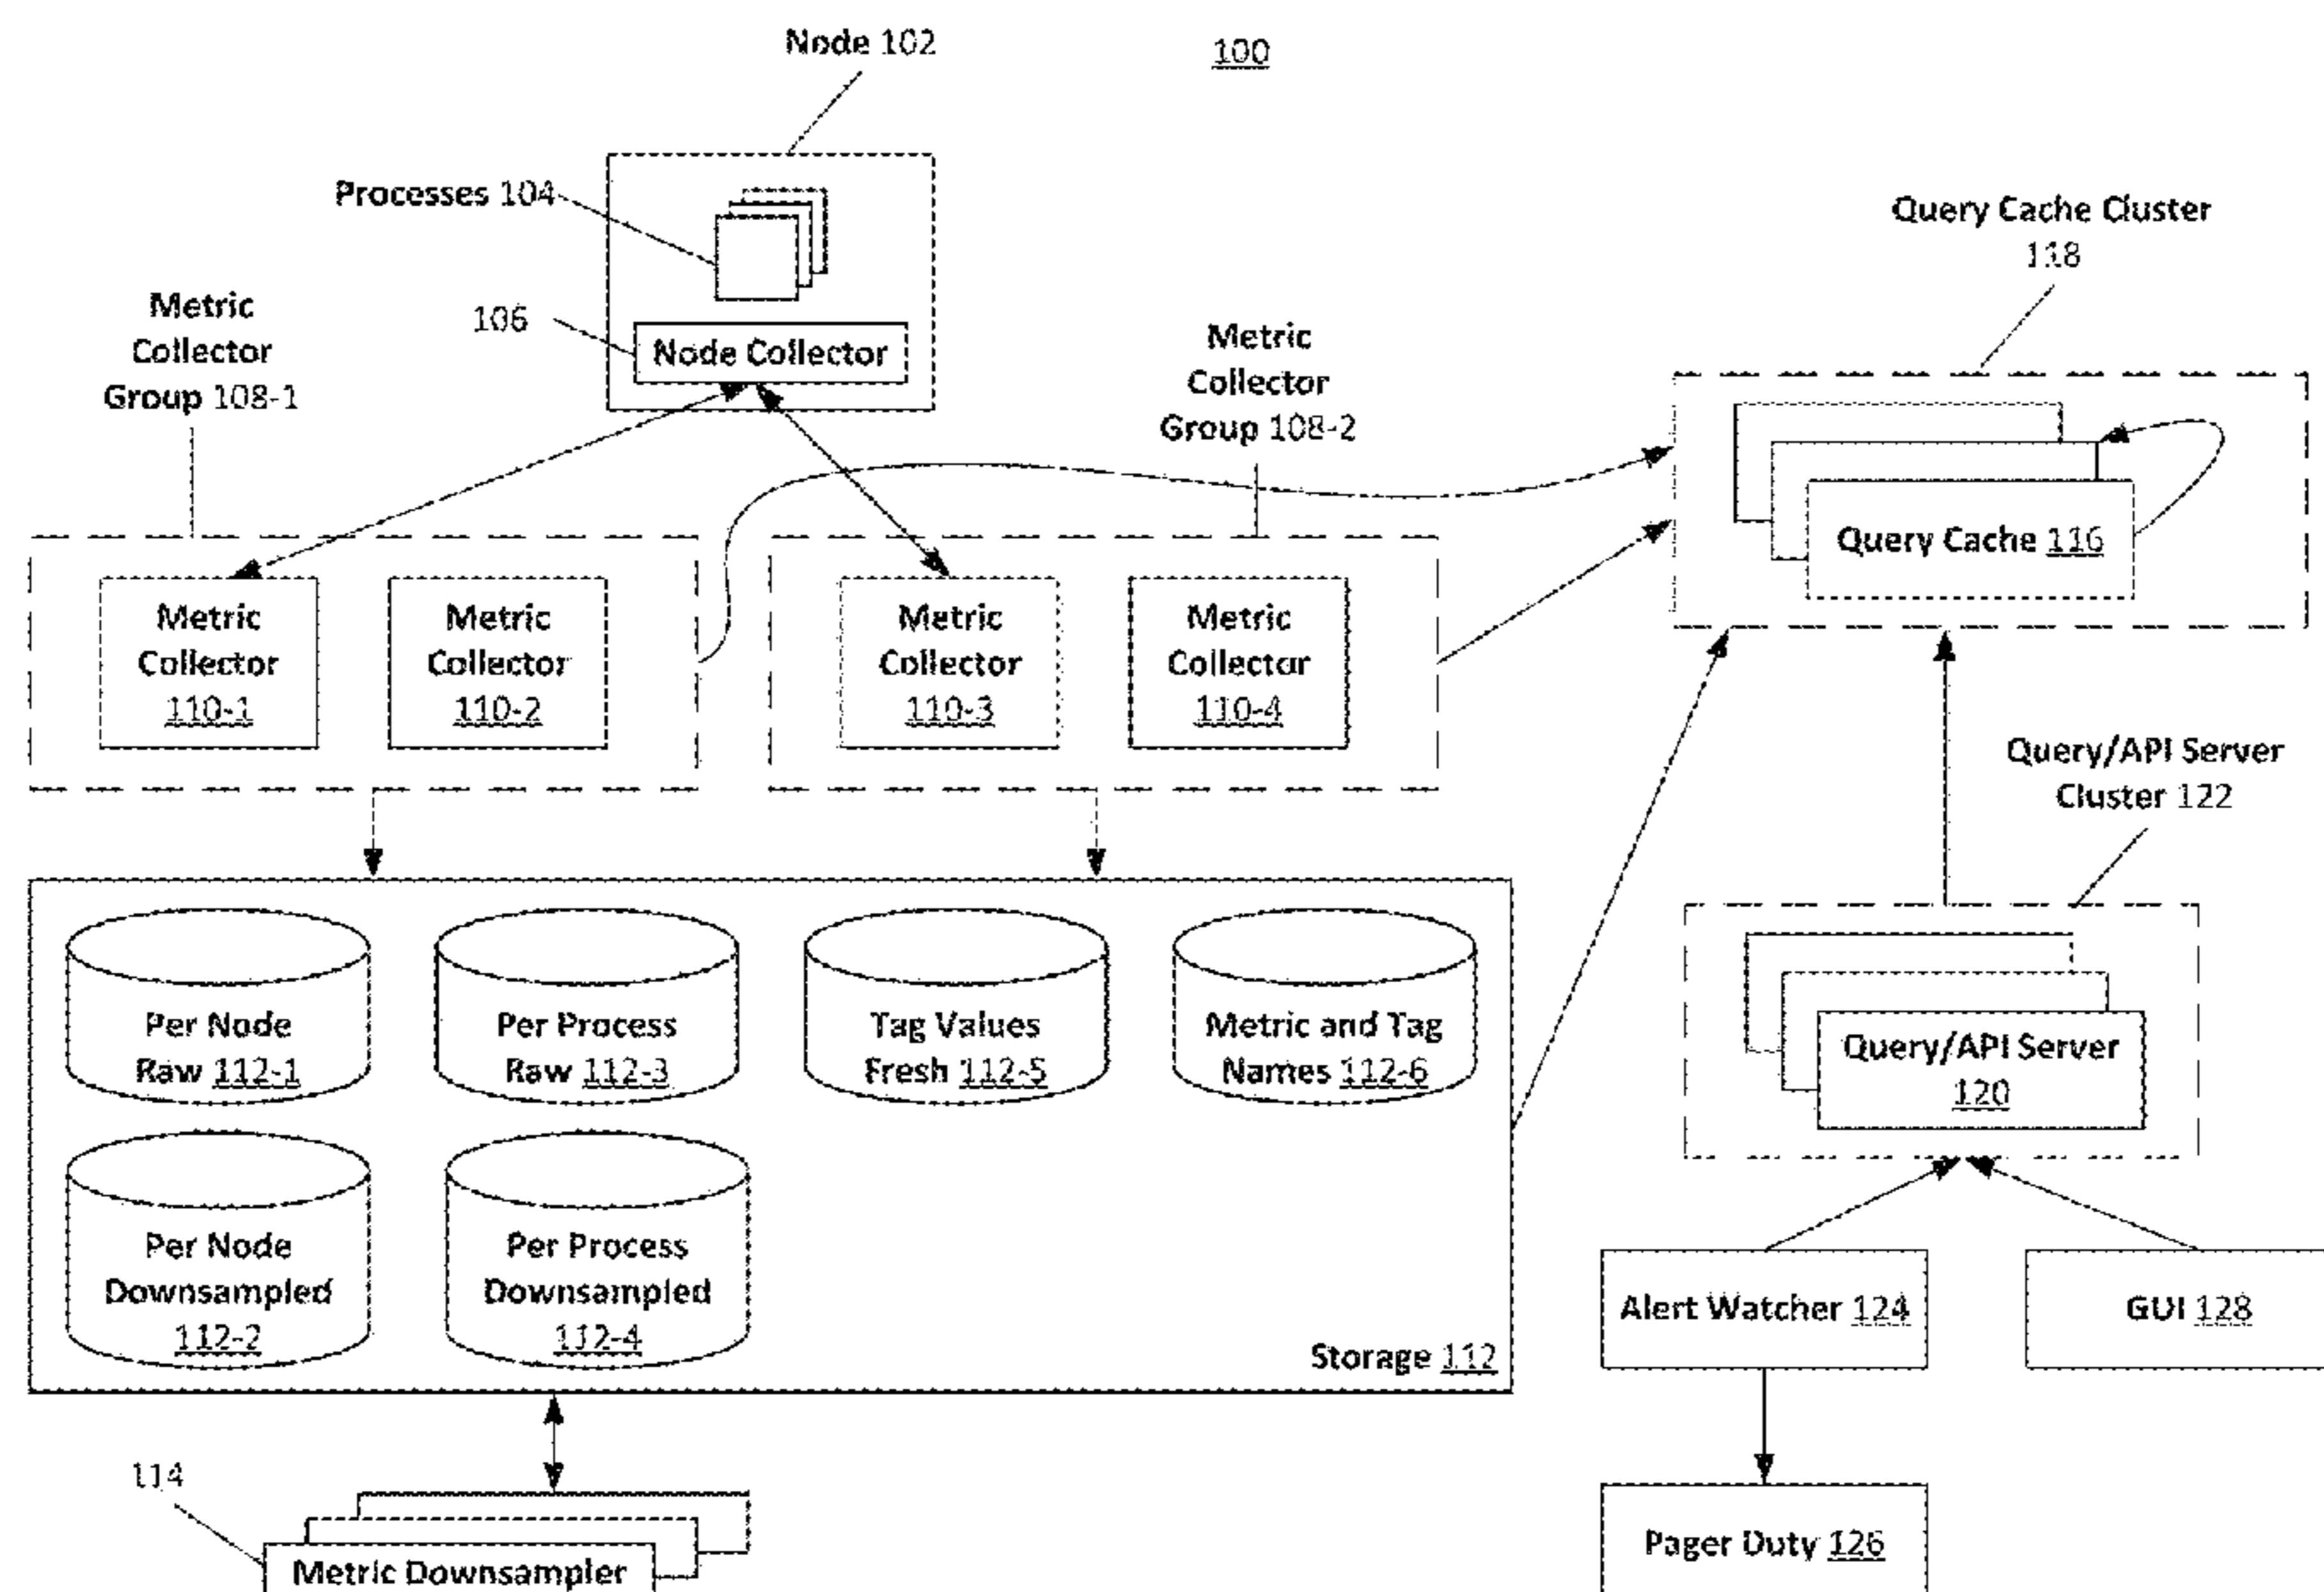 Node 102
100
Processes 104
Query Cache Cluster
118
Metric
Collector
Group 108-1
106
Node Collector
Metric
Collector
Group 108-2
Query Cache 116
Metric
Collector
110-1
Metric
Collector
110-2
Metric
Collector
110-3
Metric
Collector
110-4
Query/API Server
Cluster 122
Per Node
Raw 112-1
Per Process
Raw 112-3
Tag Values
Fresh 112-5
Metric and Tag
Names 112-6
Query/API Server
120
Per Node
Downsampled
112-2
Per Process
Downsampled
112-4
Storage 112
Alert Watcher 124
GUI 128
114
Metric Downsampler
Pager Duty 126